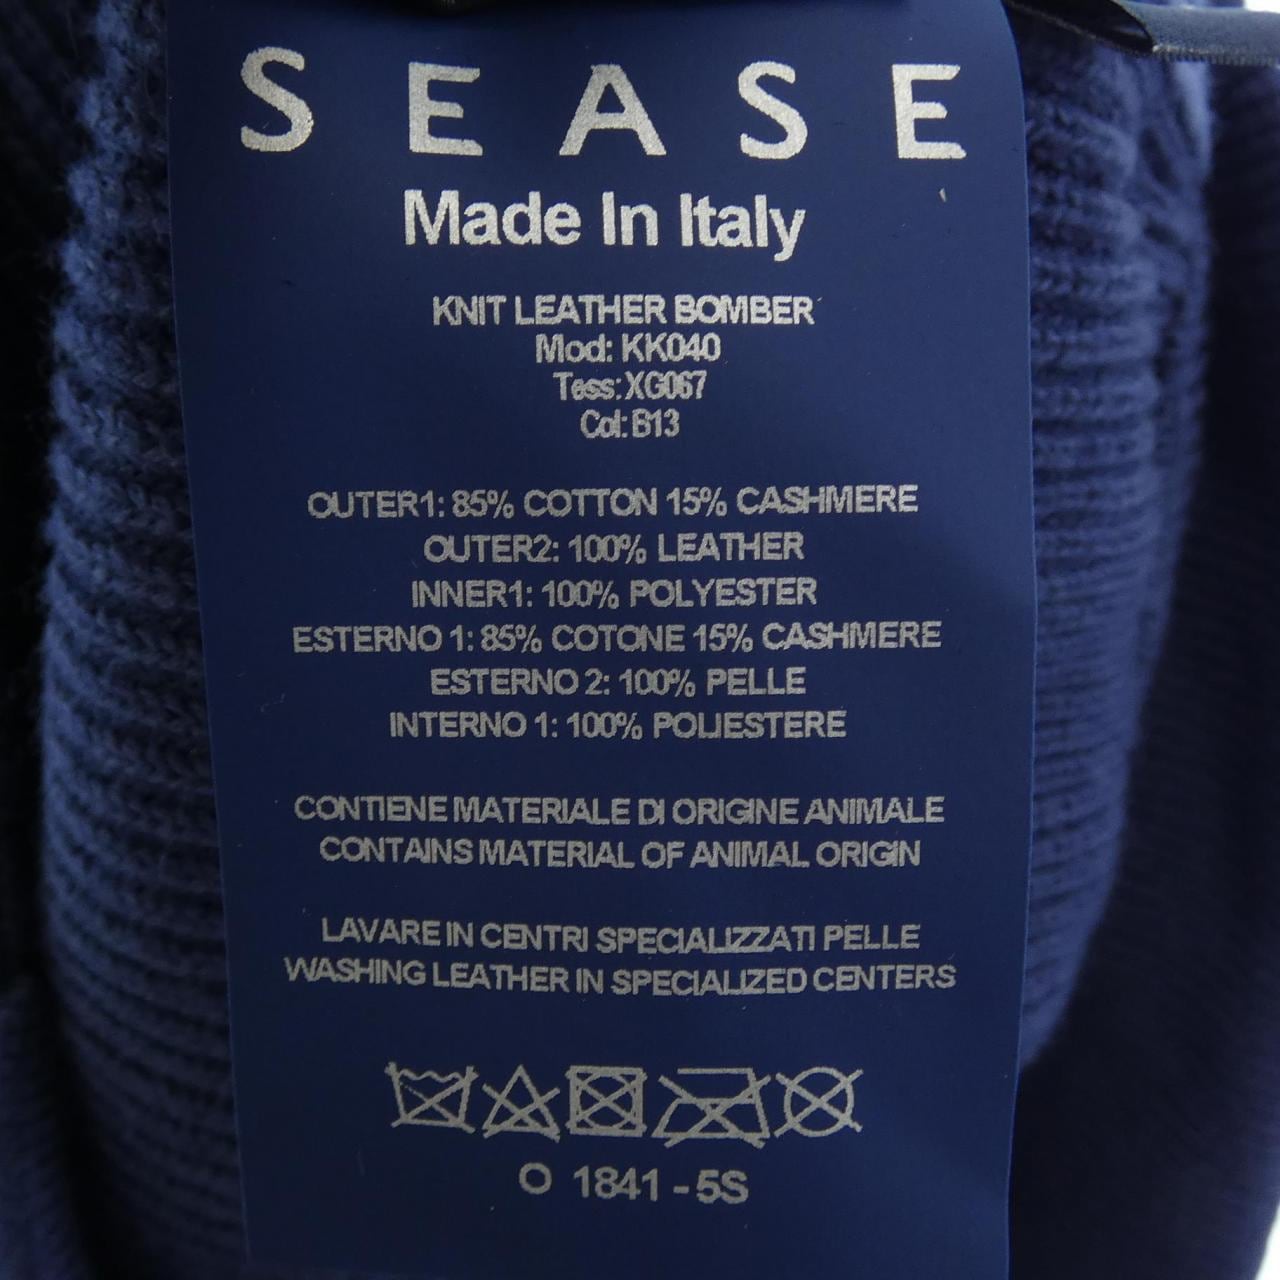 SEASE
Made In Italy
KNIT LEATHER BOMBER
Mod: KK040
Tess:XG067
Col:B13
OUTER1: 85% COTTON 15% CASHMERE
OUTER2: 100% LEATHER
INNER1: 100% POLYESTER
ESTERNO 1: 85% COTONE 15% CASHMERE
ESTERNO 2: 100% PELLE
INTERNO 1: 100% POLIESTERE
CONTIENE MATERIALE DI ORIGINE ANIMALE
CONTAINS MATERIAL OF ANIMAL ORIGIN
LAVARE IN CENTRI SPECIALIZZATI PELLE
WASHING LEATHER IN SPECIALIZED CENTERS
O 1841 - 5S